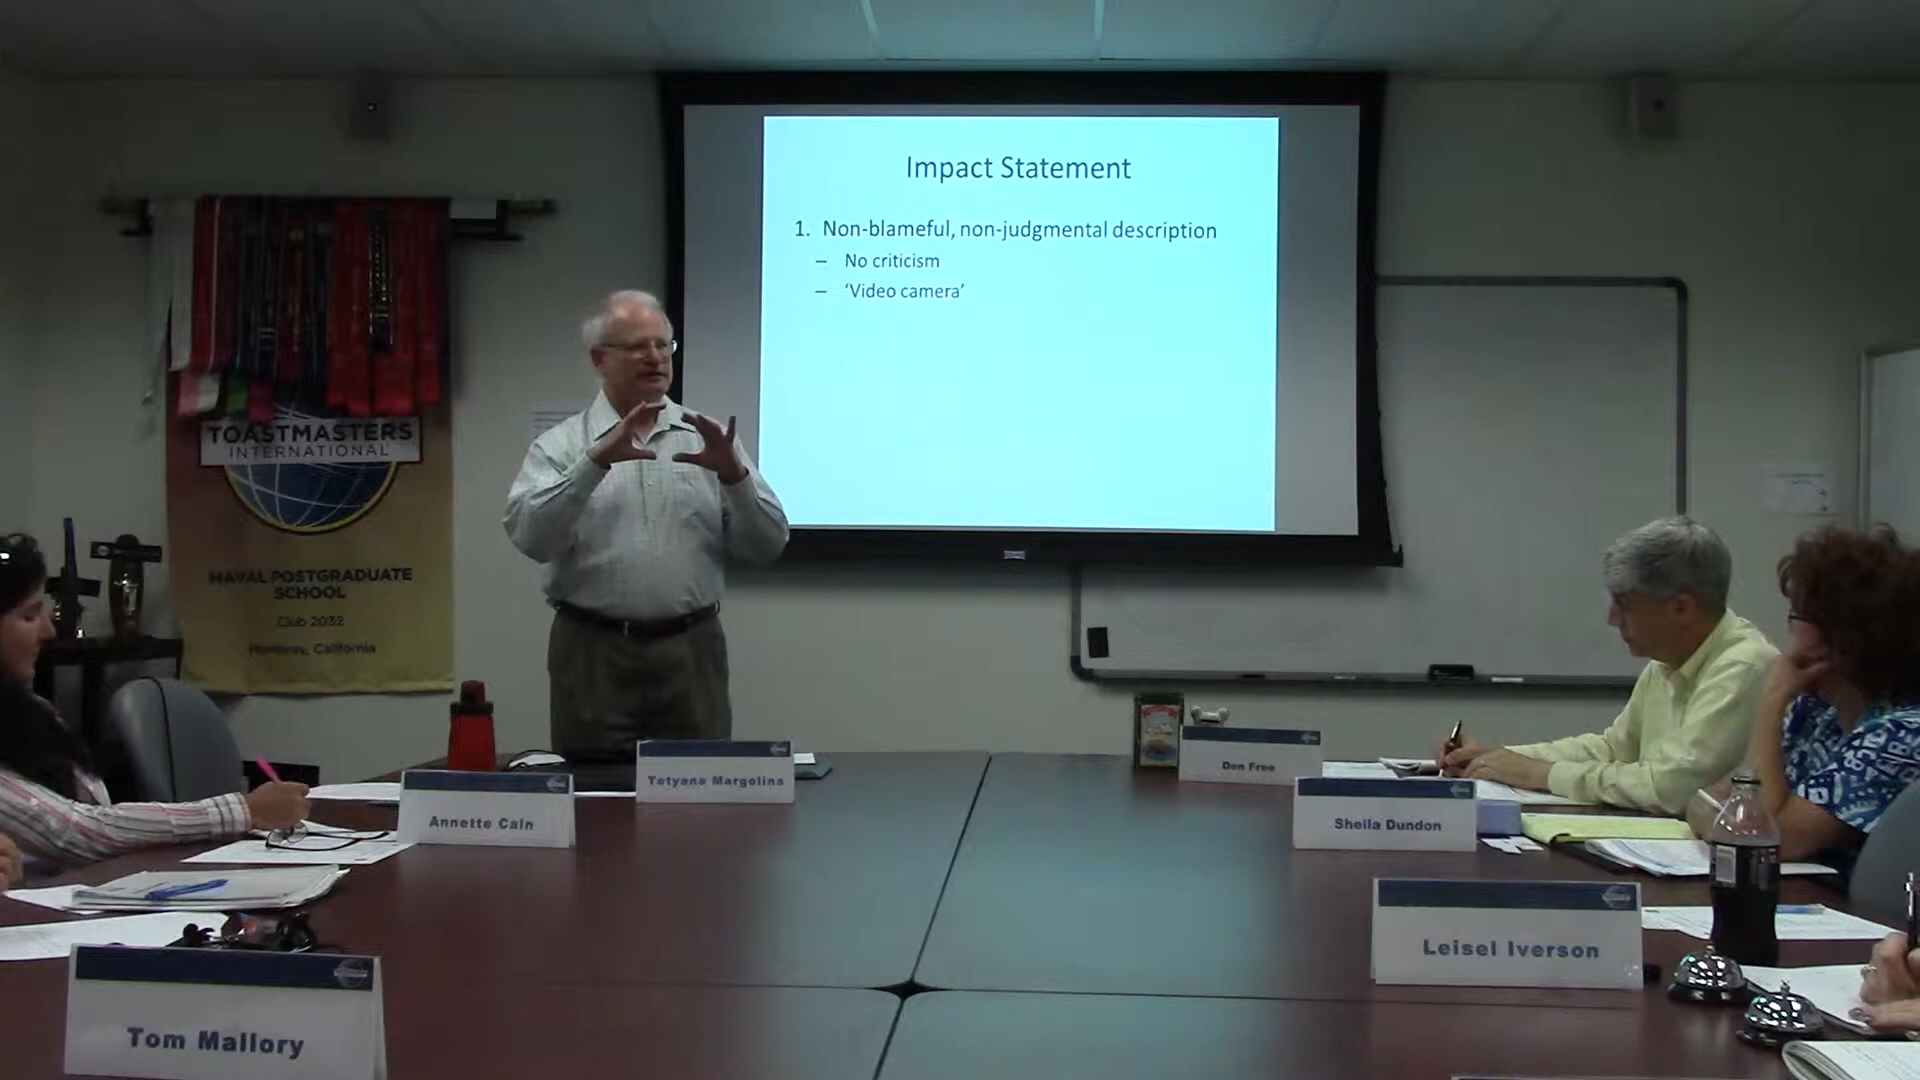 Impact Statement
1. Non-blameful, non-judgmental description
– No criticism
– ‘Video camera’
TOASTMASTERS
INTERNATIONAL
NAVAL POSTGRADUATE
SCHOOL
Club 2032
Monterey, California
Tetyana Margolina
Annette Cain
Tom Mallory
Don Free
Sheila Dundon
Leisel Iverson